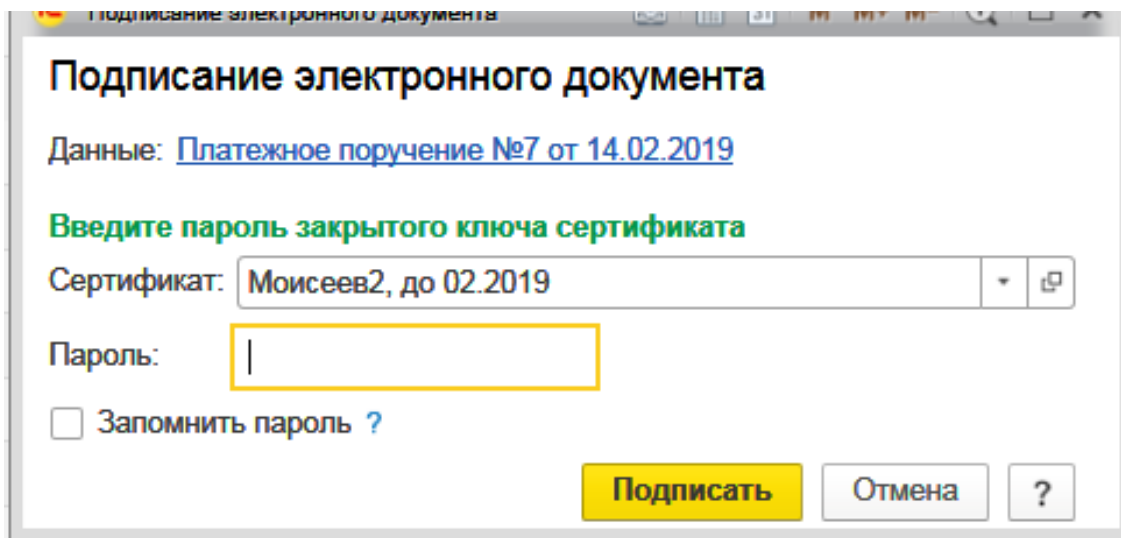 Подписание электронного документа
31 M M+ M-
Подписание электронного документа
Данные: Платежное поручение №7 от 14.02.2019
Введите пароль закрытого ключа сертификата
Сертификат: Моисеев2, до 02.2019
Пароль:
Запомнить пароль ?
Подписать Отмена ?